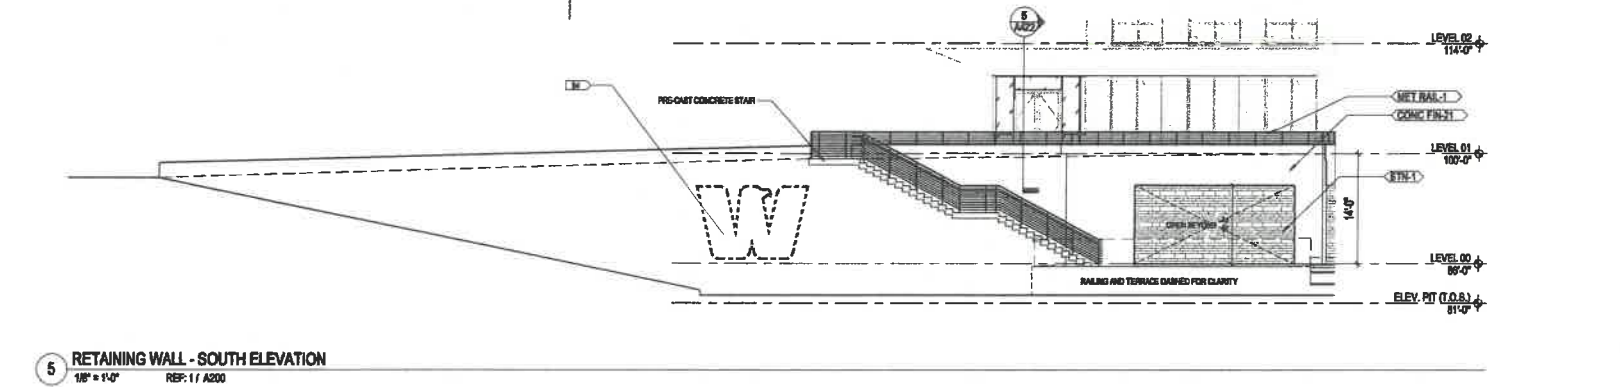 5
A422
LEVEL 02
114'-0"
PRE-CAST CONCRETE STAIR
MET RAIL-1
CONC FIN-21
LEVEL 01
100'-0"
STN-1
W
14'-0"
OPEN BEYOND
LEVEL 00
86'-0"
RAILING AND TERRACE DASHED FOR CLARITY
ELEV. PIT (T.O.S.)
81'-0"
5
RETAINING WALL - SOUTH ELEVATION
1/8" = 1'-0"
REF: 1 / A200